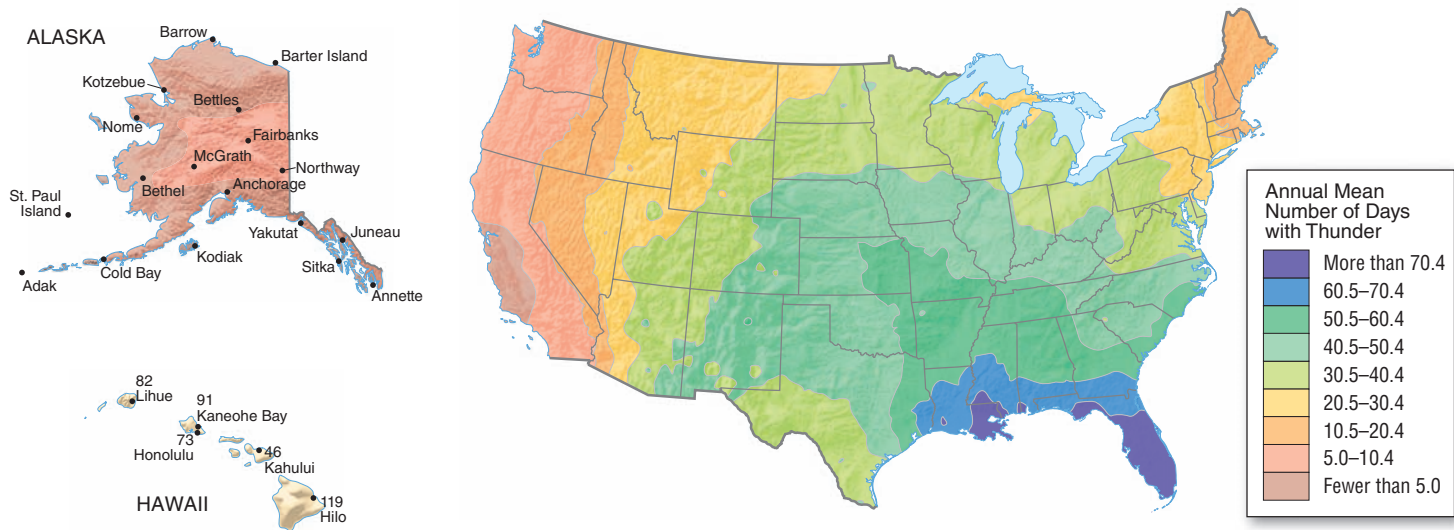 ALASKA
Barrow
Barter Island
Kotzebue
Bettles
Nome
Fairbanks
McGrath
Northway
Bethel
Anchorage
St. Paul
Island
Yakutat
Juneau
Kodiak
Sitka
Cold Bay
Adak
Annette
82
Lihue
91
Kaneohe Bay
73
Honolulu
46
Kahului
HAWAII
119
Hilo
Annual Mean
Number of Days
with Thunder
More than 70.4
60.5–70.4
50.5–60.4
40.5–50.4
30.5–40.4
20.5–30.4
10.5–20.4
5.0–10.4
Fewer than 5.0